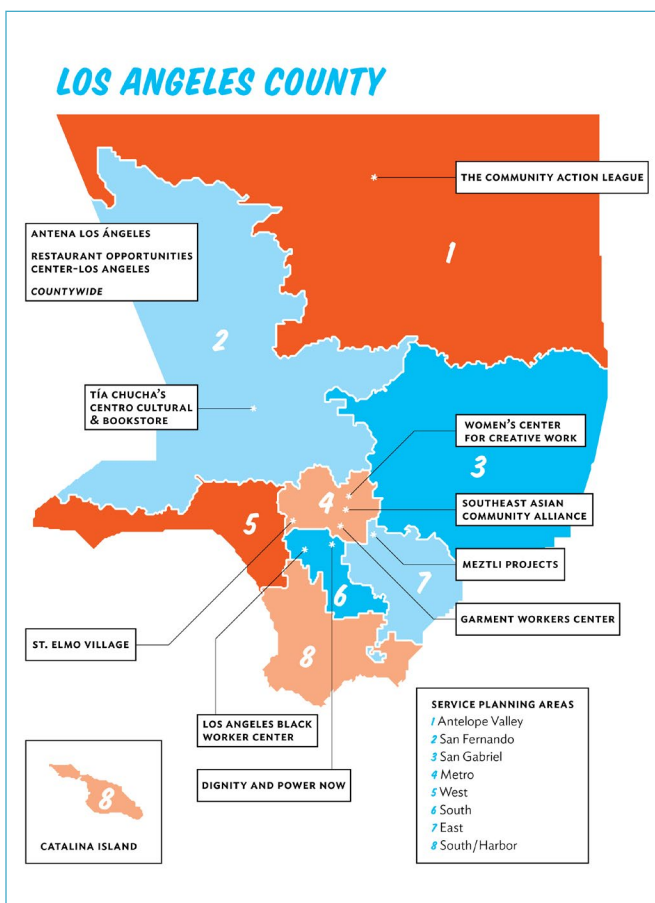 LOS ANGELES COUNTY
THE COMMUNITY ACTION LEAGUE
ANTENA LOS ÁNGELES
RESTAURANT OPPORTUNITIES
CENTER-LOS ANGELES
COUNTYWIDE
1
2
TÍA CHUCHA'S
CENTRO CULTURAL
& BOOKSTORE
WOMEN'S CENTER
FOR CREATIVE WORK
3
4
SOUTHEAST ASIAN
COMMUNITY ALLIANCE
5
MEZTLI PROJECTS
7
6
GARMENT WORKERS CENTER
ST. ELMO VILLAGE
8
LOS ANGELES BLACK
WORKER CENTER
DIGNITY AND POWER NOW
SERVICE PLANNING AREAS
1 Antelope Valley
2 San Fernando
3 San Gabriel
4 Metro
5 West
6 South
7 East
8 South/Harbor
8
CATALINA ISLAND